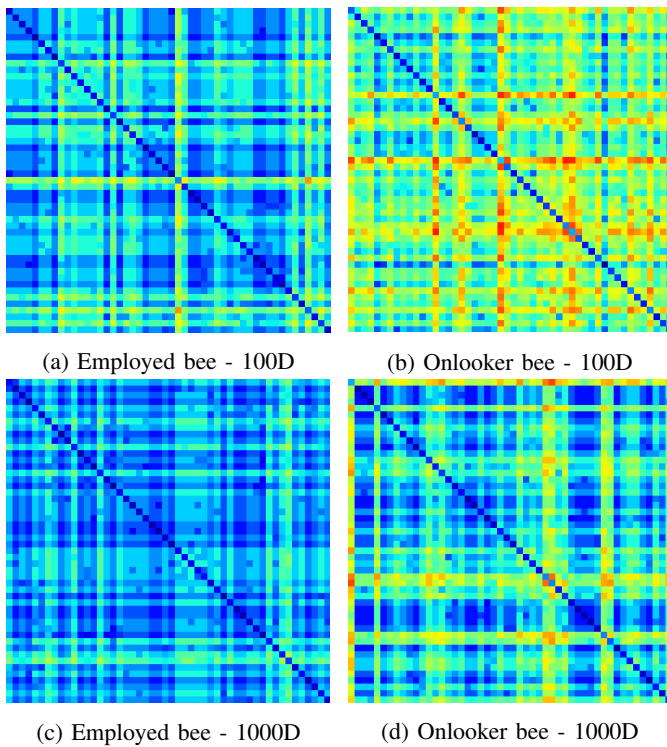 (a) Employed bee - 100D
(b) Onlooker bee - 100D
(c) Employed bee - 1000D
(d) Onlooker bee - 1000D